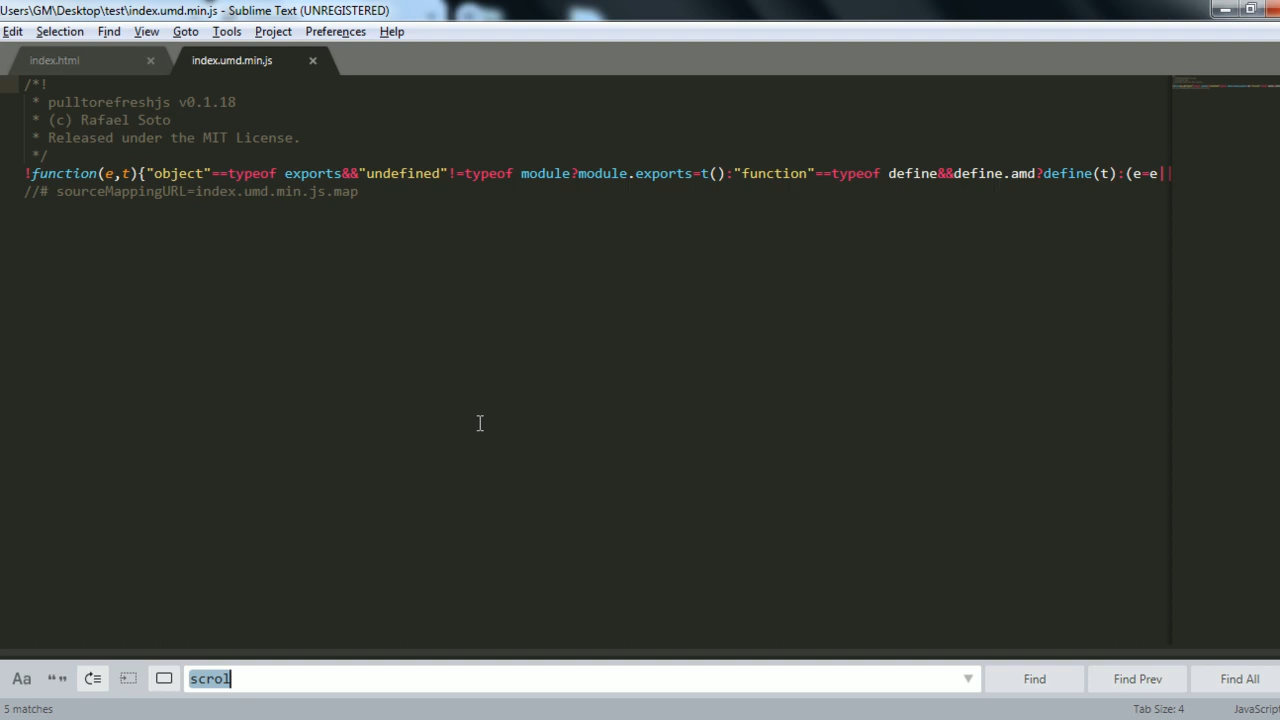 Users\GM\Desktop\test\index.umd.min.js - Sublime Text (UNREGISTERED)
Edit Selection Find View Goto Tools Project Preferences Help
index.html × index.umd.min.js ×
/*!
* pulltorefreshjs v0.1.18
* (c) Rafael Soto
* Released under the MIT License.
*/
!function(e,t){"object"==typeof exports&&"undefined"!=typeof module?module.exports=t():"function"==typeof define&&define.amd?define(t):(e=e||
//# sourceMappingURL=index.umd.min.js.map
Aa “” scrol Find Find Prev Find All
5 matches Tab Size: 4 JavaScrip